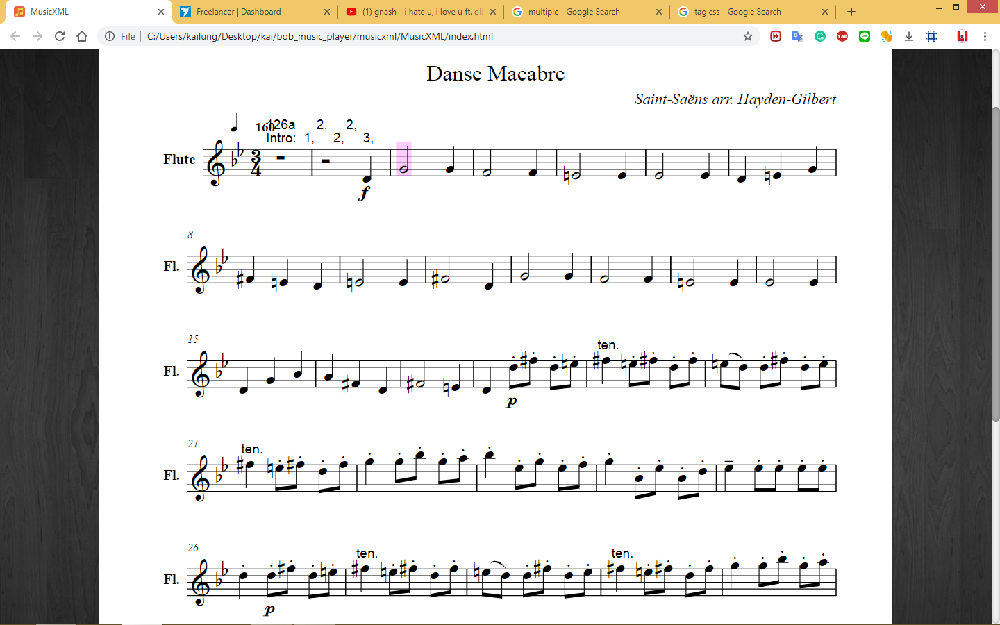 MusicXML
Freelancer | Dashboard
(1) gnash - i hate u, i love u ft. oli
multiple - Google Search
tag css - Google Search
File
C:/Users/kailung/Desktop/kai/bob_music_player/musicxml/MusicXML/index.html
YAB
Danse Macabre
Saint-Saëns arr. Hayden-Gilbert
= 160
126a 2, 2,
Intro: 1, 2, 3,
Flute
3
4
f
8
Fl.
15
ten.
Fl.
p
21
ten.
Fl.
26
ten.
ten.
Fl.
p